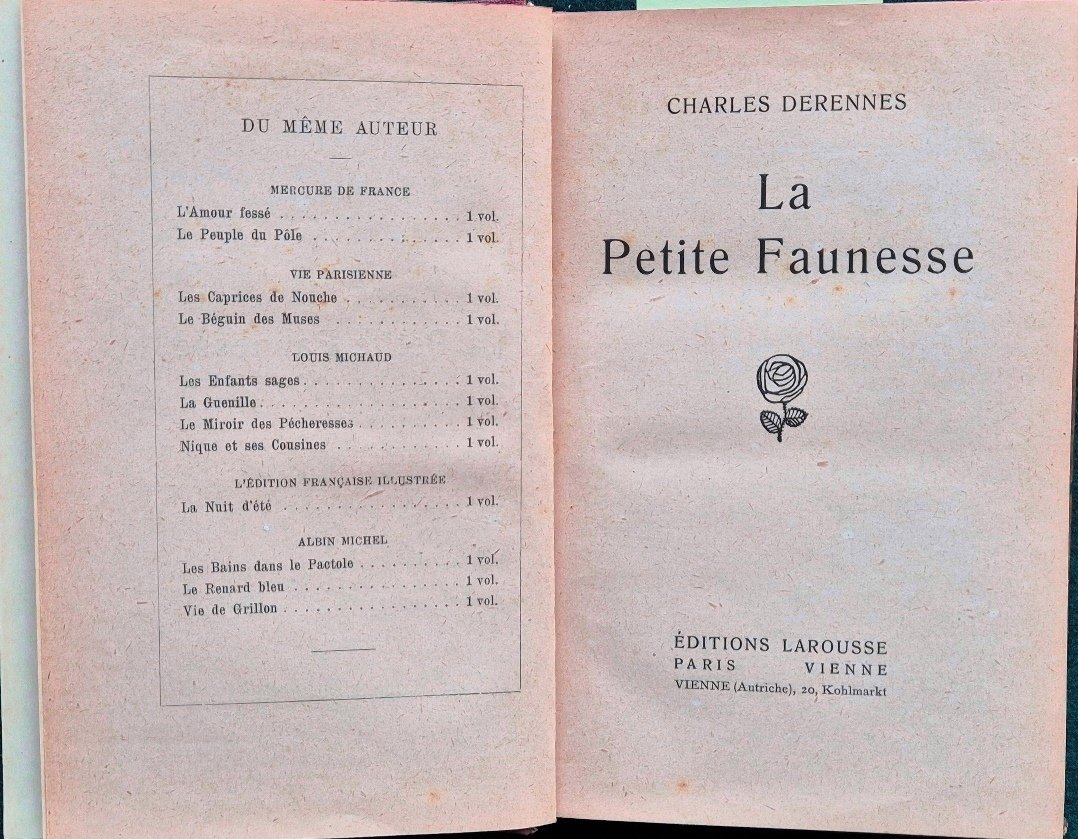 DU MÊME AUTEUR
MERCURE DE FRANCE
L'Amour fessé . . . . . . . . . . . . . . . . . 1 vol.
Le Peuple du Pôle . . . . . . . . . . . . . . 1 vol.
VIE PARISIENNE
Les Caprices de Nouche . . . . . . . . . . . 1 vol.
Le Béguin des Muses . . . . . . . . . . . . 1 vol.
LOUIS MICHAUD
Les Enfants sages . . . . . . . . . . . . . . . 1 vol.
La Guenille . . . . . . . . . . . . . . . . . . . 1 vol.
Le Miroir des Pécheresses . . . . . . . . . . 1 vol.
Nique et ses Cousines . . . . . . . . . . . . 1 vol.
L'ÉDITION FRANÇAISE ILLUSTRÉE
La Nuit d'été . . . . . . . . . . . . . . . . . 1 vol.
ALBIN MICHEL
Les Bains dans le Pactole . . . . . . . . . . 1 vol.
Le Renard bleu . . . . . . . . . . . . . . . . 1 vol.
Vie de Grillon . . . . . . . . . . . . . . . . . 1 vol.
CHARLES DERENNES
La
Petite Faunesse
ÉDITIONS LAROUSSE
PARIS VIENNE
VIENNE (Autriche), 20, Kohlmarkt